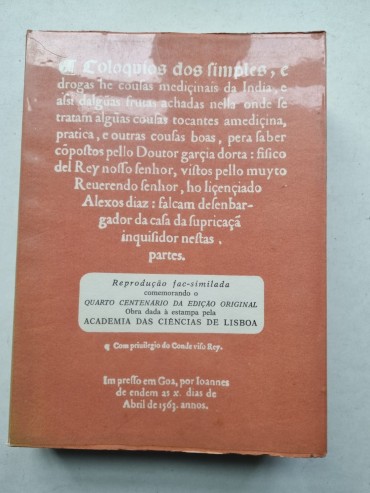 ¶ Coloquios dos simples, e
drogas he cousas mediçinais da India, e
assi dalgũas frutas achadas nella onde se
tratam algũas cousas tocantes amediçina,
pratica, e outras cousas boas, pera saber
cõpostos pello Doutor garçia dorta: fisico
del Rey nosso senhor, vistos pello muyto
Reuerendo senhor, ho liçençiado
Alexos diaz: falcam desenbar-
gador da casa da supricaçã
inquisidor nestas
partes.
Reprodução fac-similada
comemorando o
QUARTO CENTENÁRIO DA EDIÇÃO ORIGINAL
Obra dada à estampa pela
ACADEMIA DAS CIÊNCIAS DE LISBOA
¶ Com priuilegio do Conde viso Rey.
Impresso em Goa, por Ioannes
de endem as x. dias de
Abril de 1563. annos.